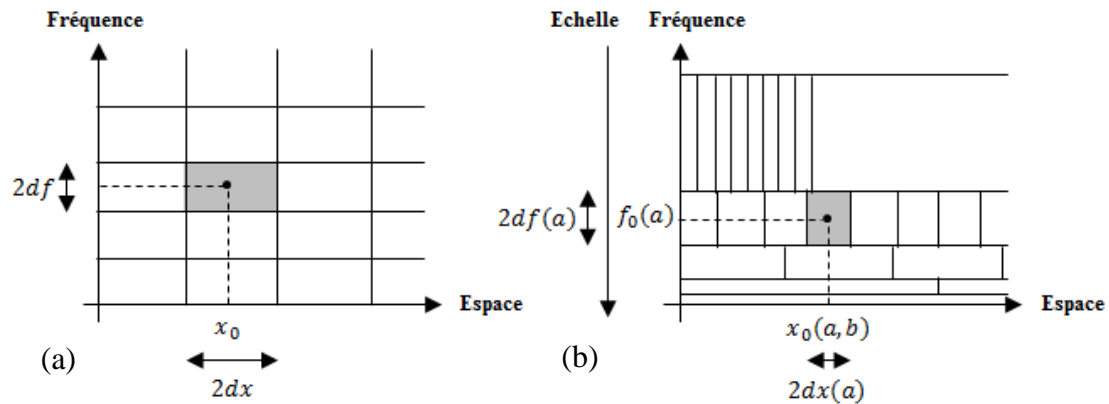 Fréquence
2df
Espace
x₀
(a)
2dx
Echelle
Fréquence
2df(a)
f₀(a)
Espace
x₀(a,b)
(b)
2dx(a)